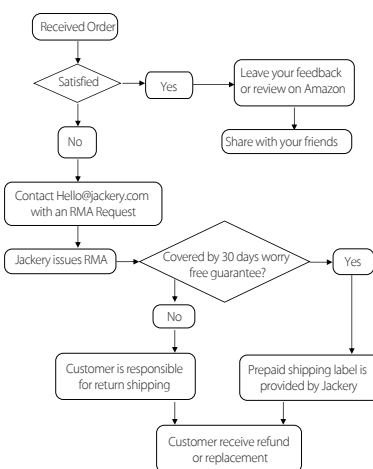 Received Order
Satisfied
Yes
Leave your feedback
or review on Amazon
Share with your friends
No
Contact Hello@jackery.com
with an RMA Request
Jackery issues RMA
Covered by 30 days worry
free guarantee?
Yes
No
Customer is responsible
for return shipping
Prepaid shipping label is
provided by Jackery
Customer receive refund
or replacement